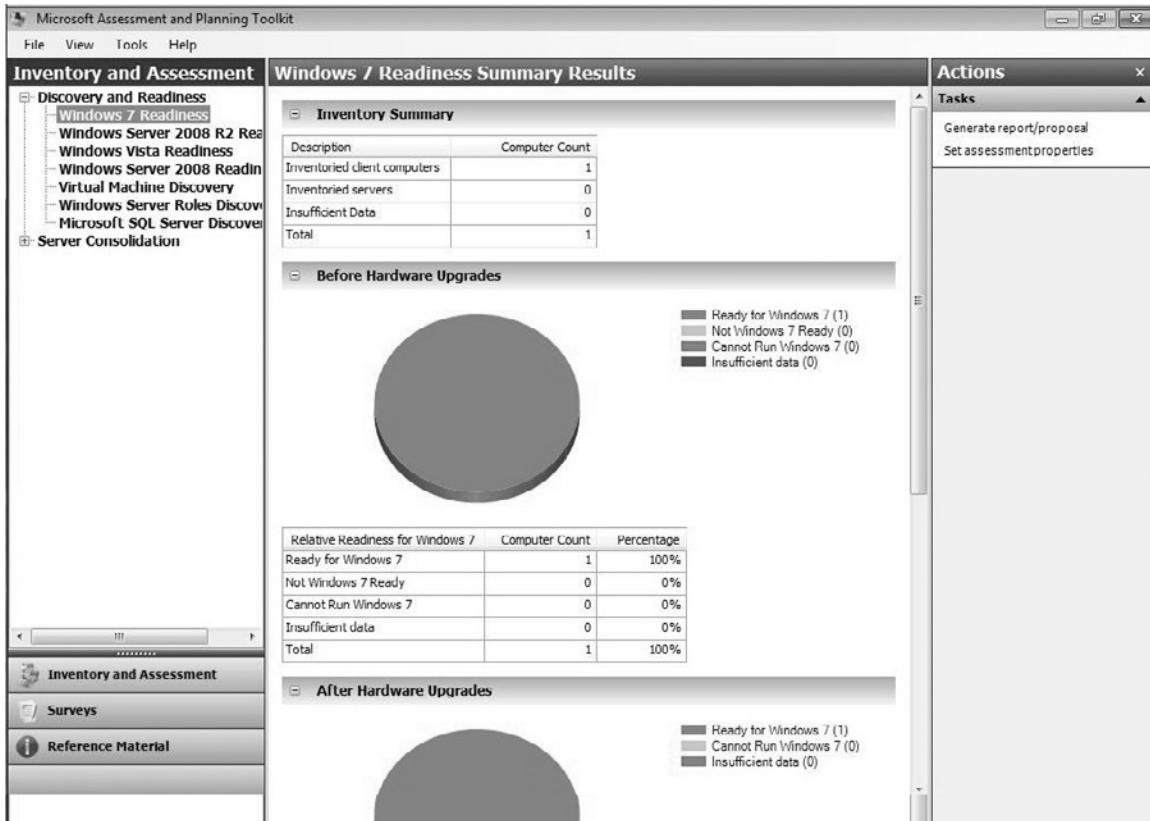 Microsoft Assessment and Planning Toolkit
File View Tools Help
Inventory and Assessment
Discovery and Readiness
Windows 7 Readiness
Windows Server 2008 R2 Rea
Windows Vista Readiness
Windows Server 2008 Readin
Virtual Machine Discovery
Windows Server Roles Discov
Microsoft SQL Server Discover
Server Consolidation
Inventory and Assessment
Surveys
Reference Material
Windows 7 Readiness Summary Results
Inventory Summary
Description Computer Count
Inventoried client computers 1
Inventoried servers 0
Insufficient Data 0
Total 1
Before Hardware Upgrades
Ready for Windows 7 (1)
Not Windows 7 Ready (0)
Cannot Run Windows 7 (0)
Insufficient data (0)
Relative Readiness for Windows 7 Computer Count Percentage
Ready for Windows 7 1 100%
Not Windows 7 Ready 0 0%
Cannot Run Windows 7 0 0%
Insufficient data 0 0%
Total 1 100%
After Hardware Upgrades
Ready for Windows 7 (1)
Cannot Run Windows 7 (0)
Insufficient data (0)
Actions
Tasks
Generate report/proposal
Set assessment properties